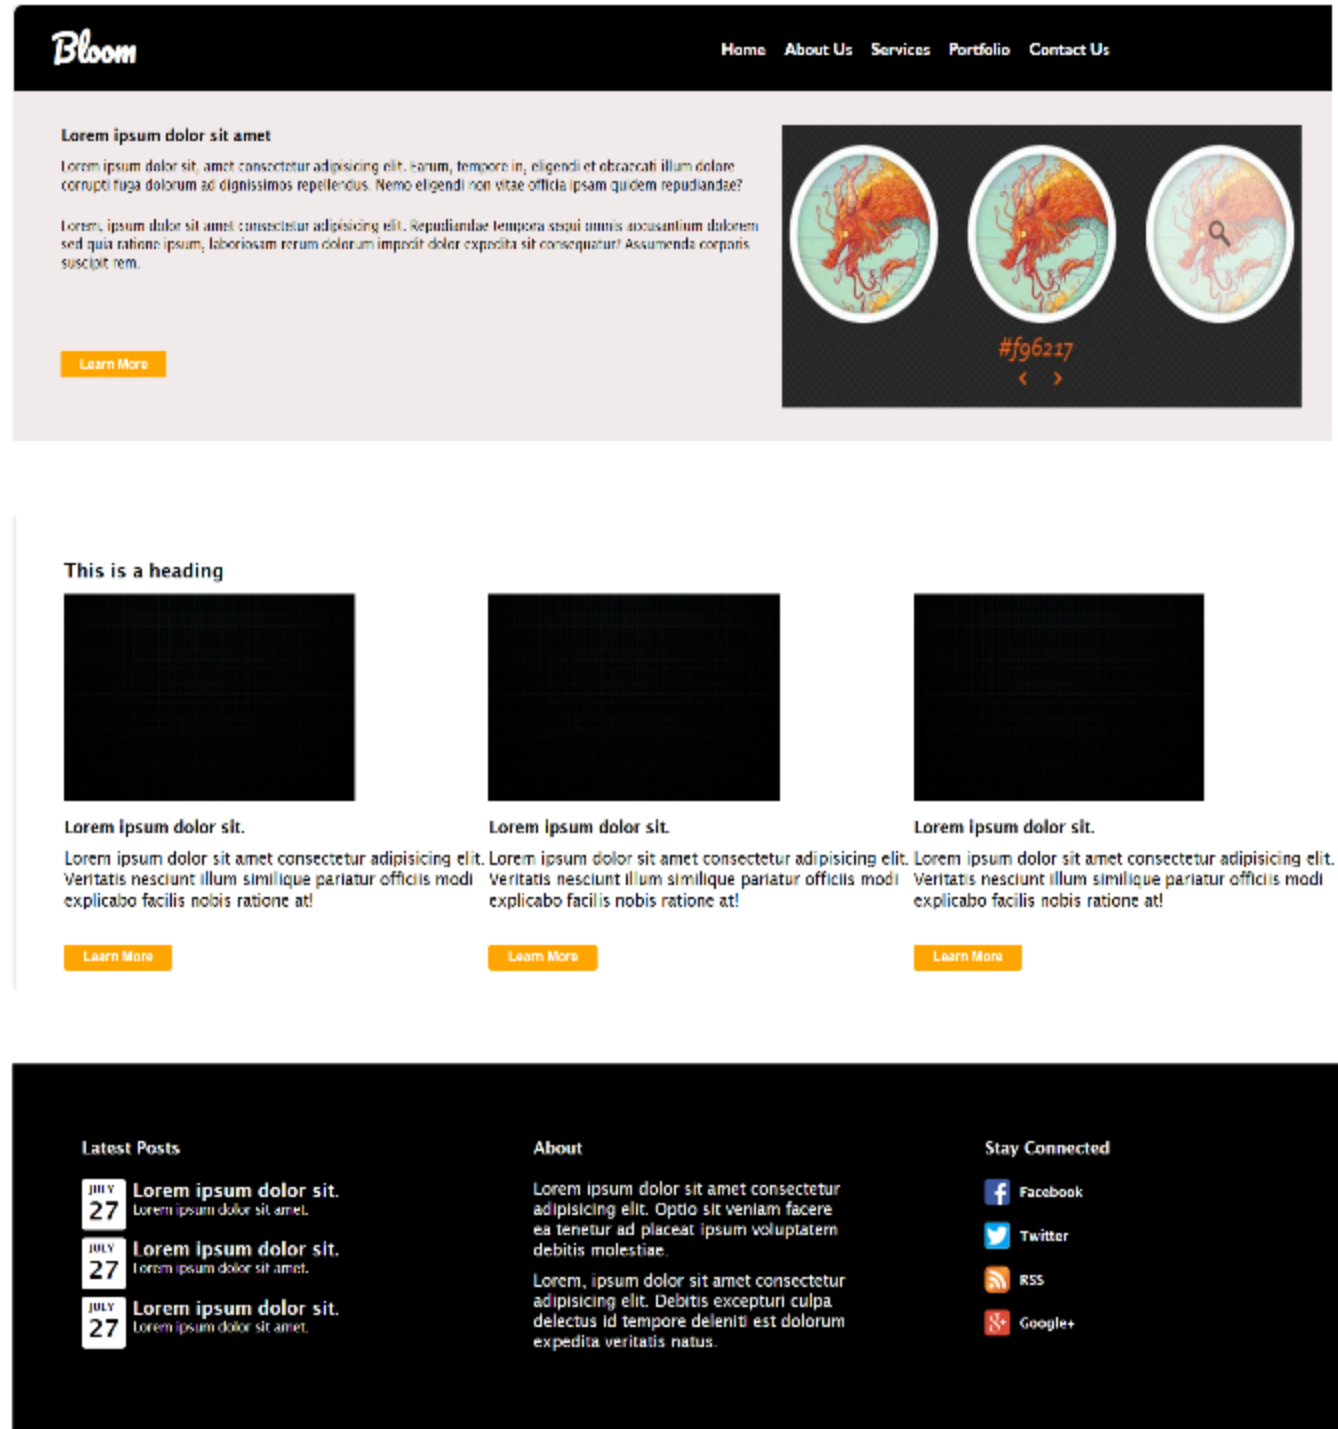 Bloom
Home About Us Services Portfolio Contact Us
Lorem ipsum dolor sit amet
Lorem ipsum dolor sit, amet consectetur adipisicing elit. Earum, tempore in, eligendi et obcaecati illum dolore
corrupti fuga dolorum ad dignissimos repellendus. Nemo eligendi non vitae officia ipsam quidem repudiandae?
Lorem, ipsum dolor sit amet consectetur adipisicing elit. Repudiandae tempora sequi omnis accusantium dolorem
sed quia ratione ipsum, laboriosam rerum dolorum impedit dolor expedita sit consequatur! Assumenda corporis
suscipit rem.
Learn More
#f96217
This is a heading
Lorem ipsum dolor sit.
Lorem ipsum dolor sit amet consectetur adipisicing elit.
Veritatis nesciunt illum similique pariatur officiis modi
explicabo facilis nobis ratione at!
Learn More
Lorem ipsum dolor sit.
Lorem ipsum dolor sit amet consectetur adipisicing elit.
Veritatis nesciunt illum similique pariatur officiis modi
explicabo facilis nobis ratione at!
Learn More
Lorem ipsum dolor sit.
Lorem ipsum dolor sit amet consectetur adipisicing elit.
Veritatis nesciunt illum similique pariatur officiis modi
explicabo facilis nobis ratione at!
Learn More
Latest Posts
JULY
27
Lorem ipsum dolor sit.
Lorem ipsum dolor sit amet.
JULY
27
Lorem ipsum dolor sit.
Lorem ipsum dolor sit amet.
JULY
27
Lorem ipsum dolor sit.
Lorem ipsum dolor sit amet.
About
Lorem ipsum dolor sit amet consectetur
adipisicing elit. Optio sit veniam facere
ea tenetur ad placeat ipsum voluptatem
debitis molestiae.
Lorem, ipsum dolor sit amet consectetur
adipisicing elit. Debitis excepturi culpa
delectus id tempore deleniti est dolorum
expedita veritatis natus.
Stay Connected
Facebook
Twitter
RSS
Google+